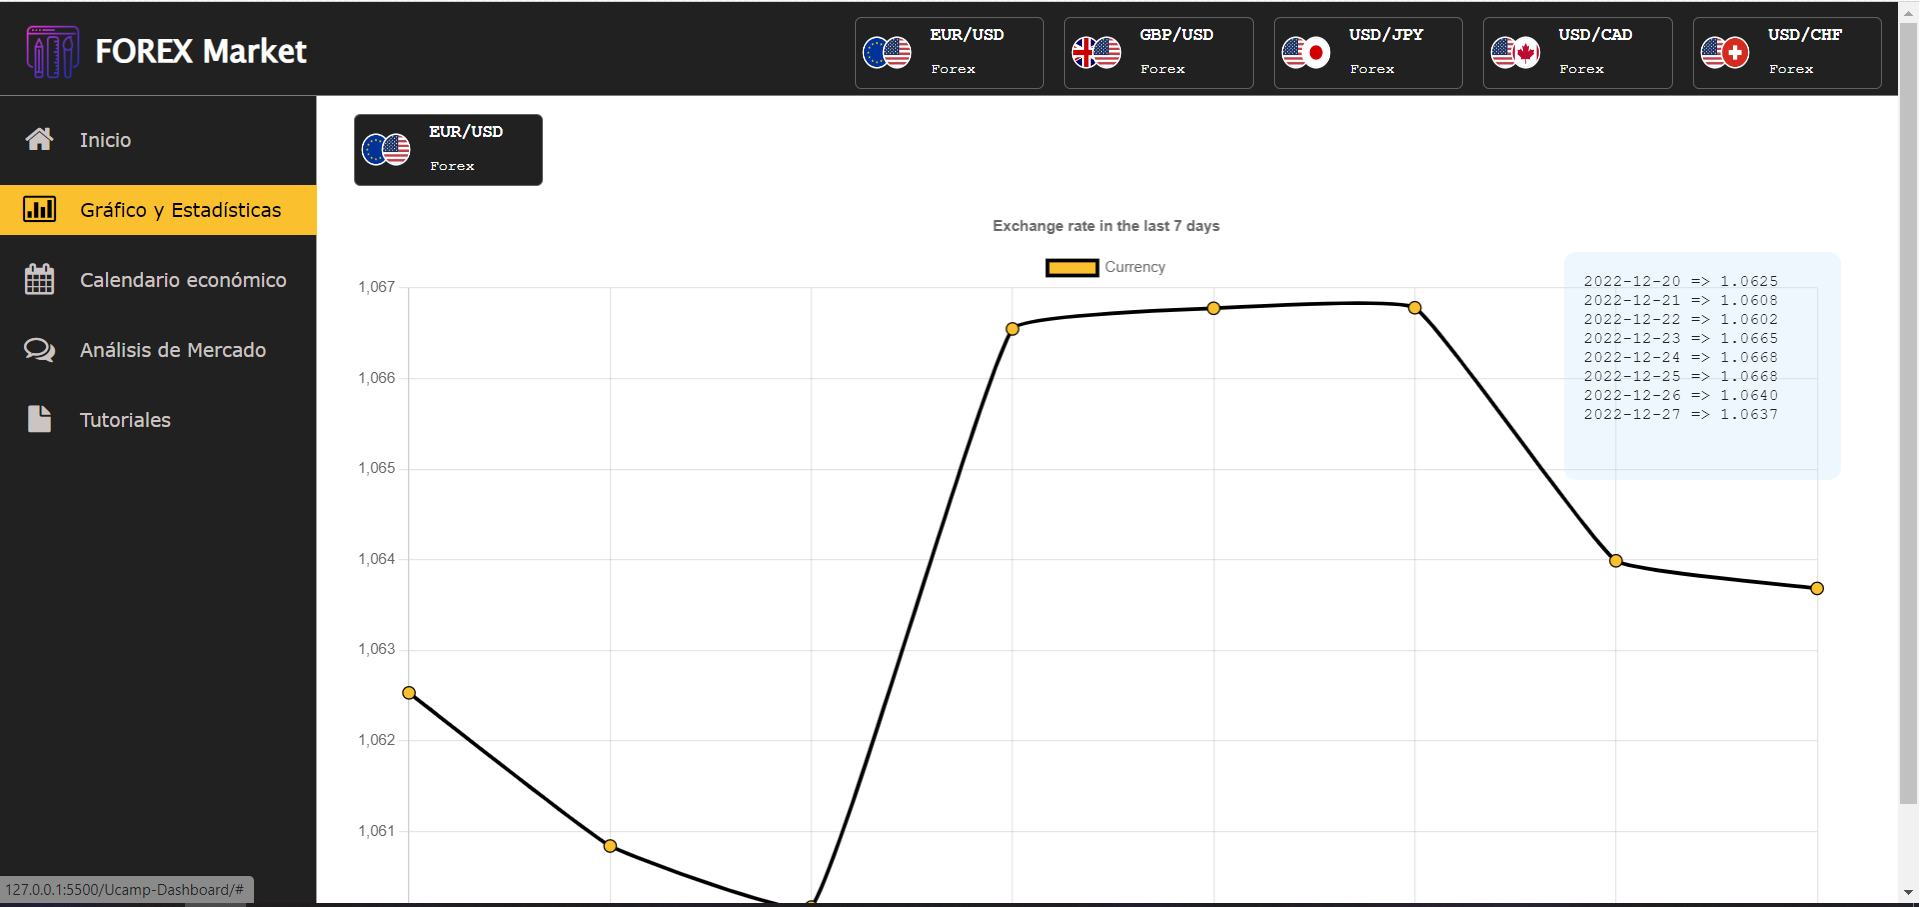 FOREX Market
EUR/USD
Forex
GBP/USD
Forex
USD/JPY
Forex
USD/CAD
Forex
USD/CHF
Forex
Inicio
Gráfico y Estadísticas
Calendario económico
Análisis de Mercado
Tutoriales
EUR/USD
Forex
Exchange rate in the last 7 days
Currency
1,067
1,066
1,065
1,064
1,063
1,062
1,061
2022-12-20 => 1.0625
2022-12-21 => 1.0608
2022-12-22 => 1.0602
2022-12-23 => 1.0665
2022-12-24 => 1.0668
2022-12-25 => 1.0668
2022-12-26 => 1.0640
2022-12-27 => 1.0637
127.0.0.1:5500/Ucamp-Dashboard/#